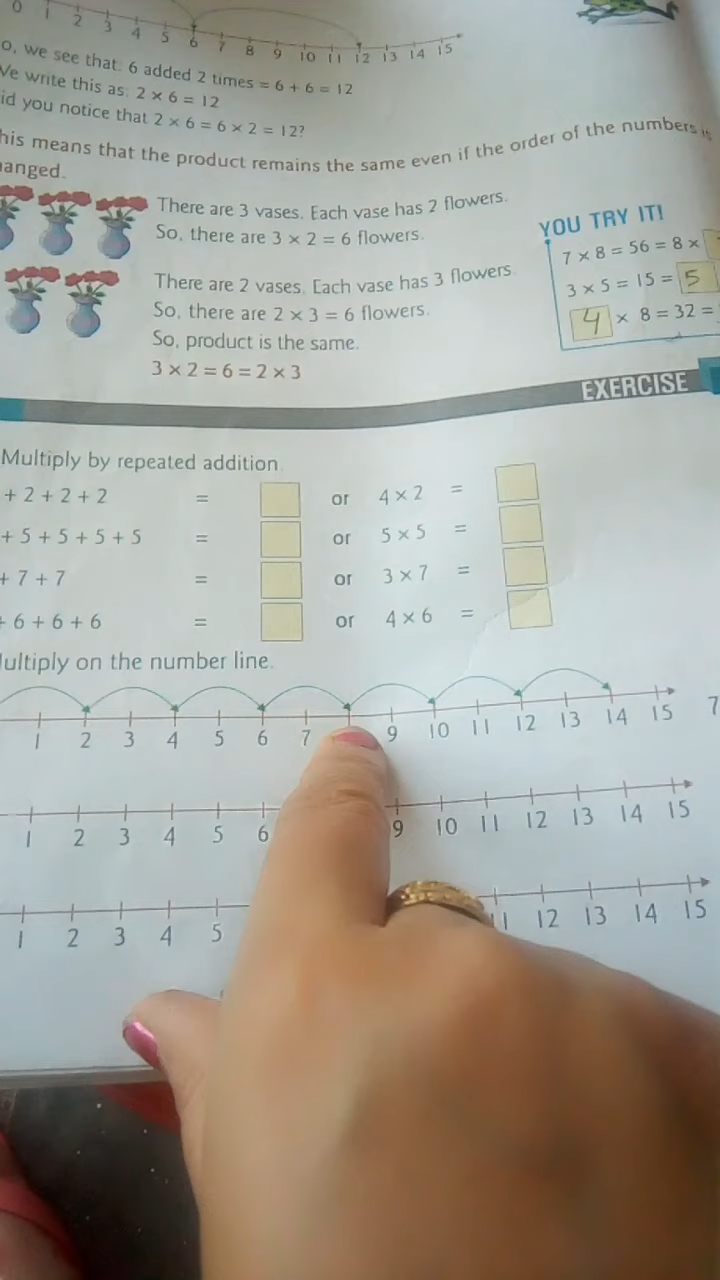 0 1 2 3 4 5 6 7 8 9 10 11 12 13 14 15
o, we see that: 6 added 2 times = 6 + 6 = 12
We write this as: 2 × 6 = 12
id you notice that 2 × 6 = 6 × 2 = 12?
his means that the product remains the same even if the order of the numbers is
anged.
There are 3 vases. Each vase has 2 flowers.
So, there are 3 × 2 = 6 flowers.
There are 2 vases. Each vase has 3 flowers.
So, there are 2 × 3 = 6 flowers.
So, product is the same.
3 × 2 = 6 = 2 × 3
YOU TRY IT!
7 × 8 = 56 = 8 ×
3 × 5 = 15 = 5
4 × 8 = 32 =
EXERCISE
Multiply by repeated addition.
+ 2 + 2 + 2 = or 4 × 2 =
+ 5 + 5 + 5 + 5 = or 5 × 5 =
+ 7 + 7 = or 3 × 7 =
+ 6 + 6 + 6 = or 4 × 6 =
ultiply on the number line.
1 2 3 4 5 6 7 9 10 11 12 13 14 15 7
1 2 3 4 5 6 9 10 11 12 13 14 15
1 2 3 4 5 11 12 13 14 15